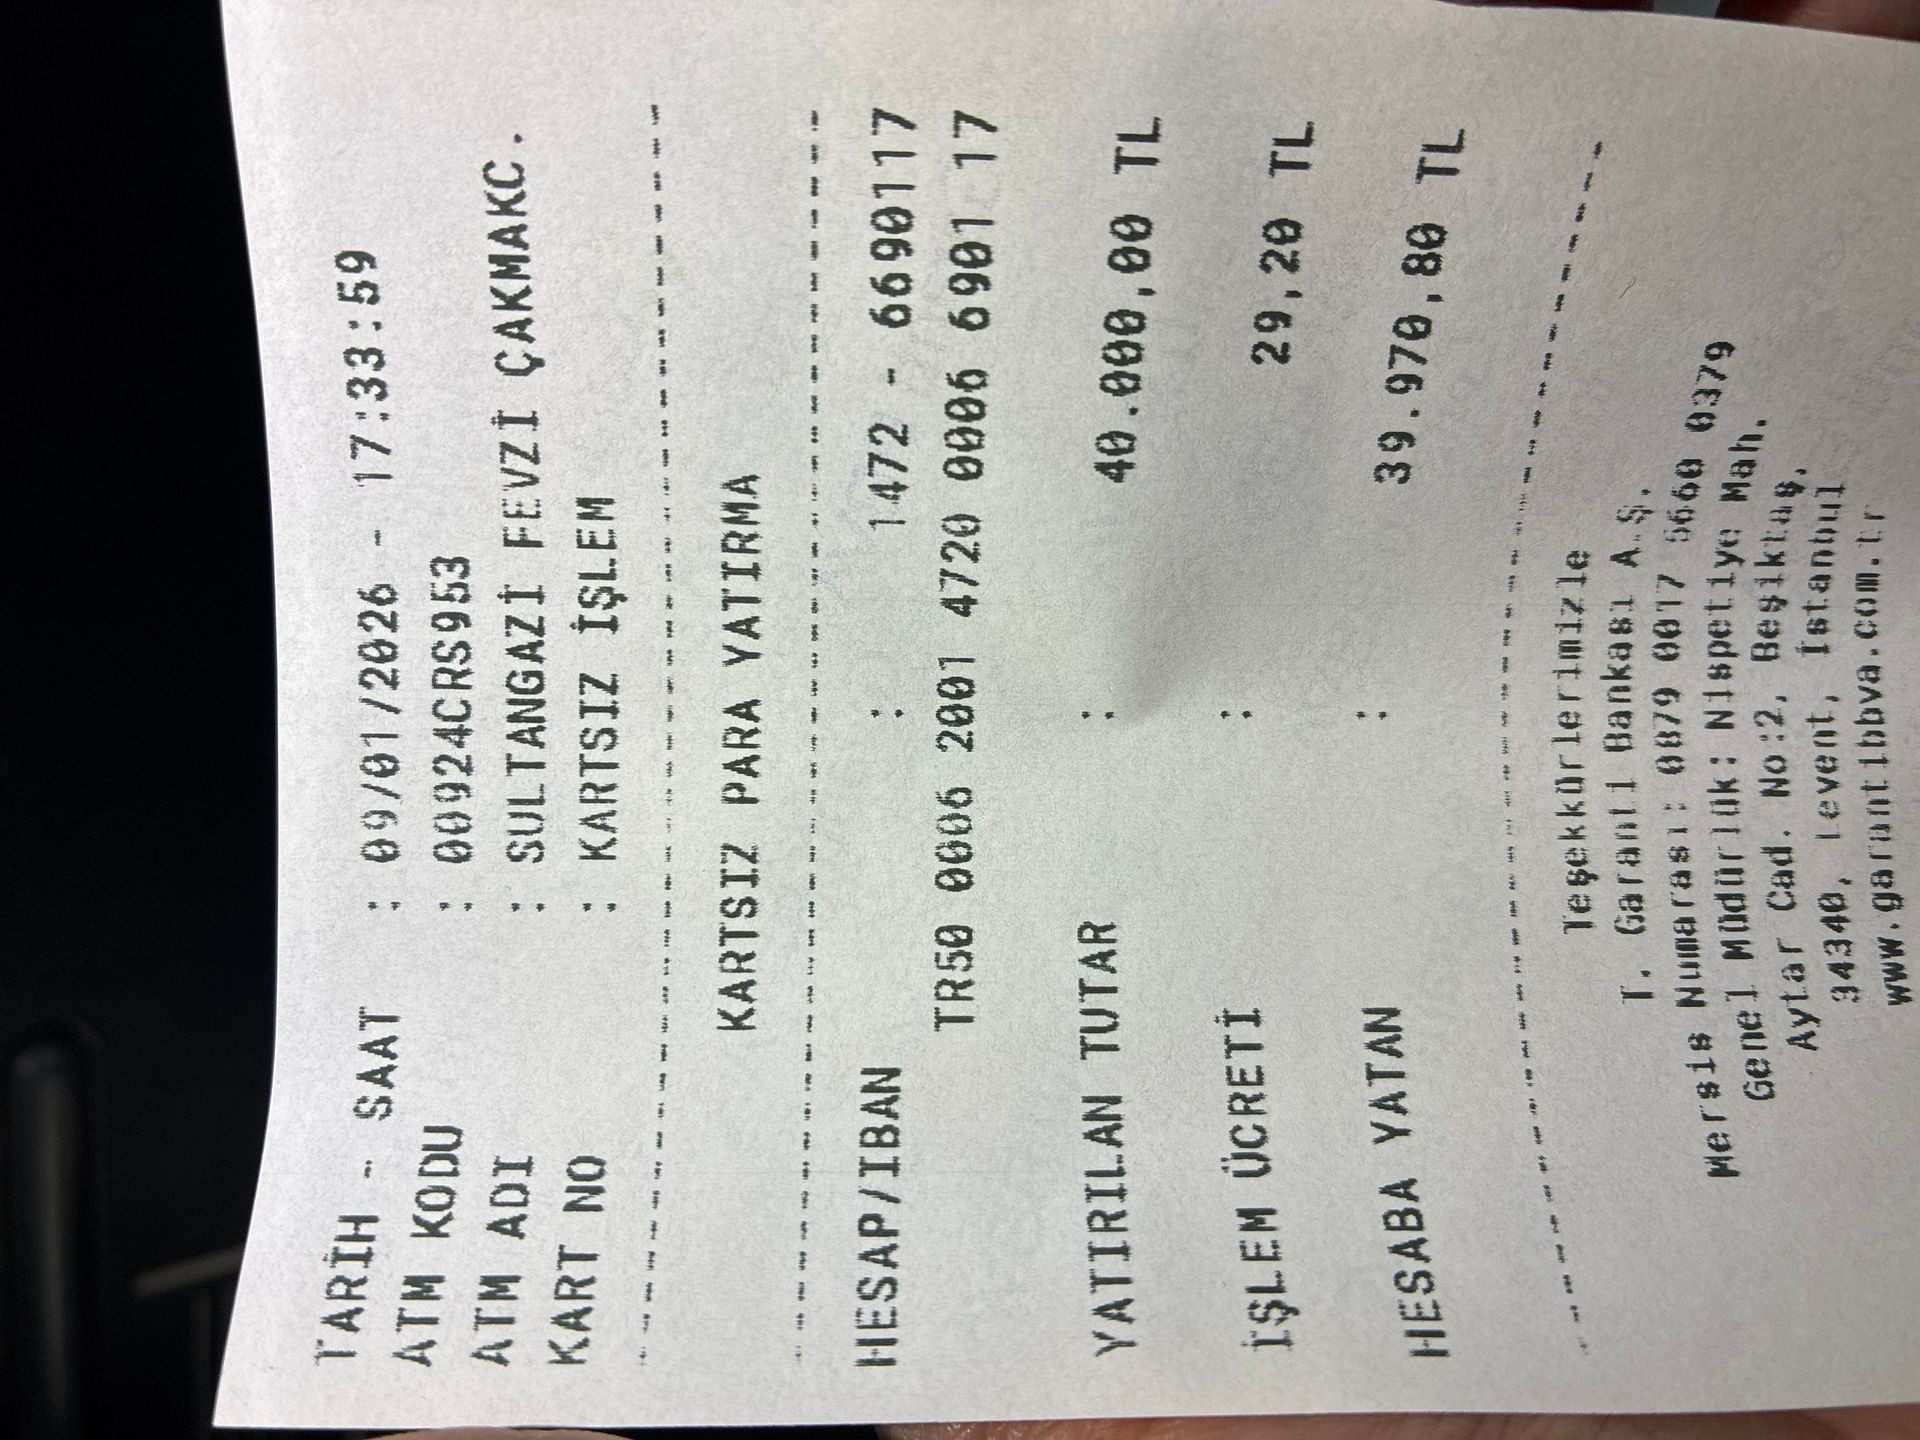 TARİH - SAAT : 09/01/2026 - 17:33:59
ATM KODU : 00924CRS953
ATM ADI : SULTANGAZİ FEVZİ ÇAKMAKC.
KART NO : KARTSIZ İŞLEM
KARTSIZ PARA YATIRMA
HESAP/IBAN : 1472 - 6690117
TR50 0006 2001 4720 0006 6901 17
YATIRILAN TUTAR : 40.000,00 TL
İŞLEM ÜCRETİ : 29,20 TL
HESABA YATAN : 39.970,80 TL
Teşekkürlerimizle
T. Garanti Bankası A.Ş.
Mersis Numarası: 0879 0017 5660 0379
Genel Müdürlük: Nispetiye Mah.
Aytar Cad. No:2, Beşiktaş,
34340, Levent, İstanbul
www.garantibbva.com.tr